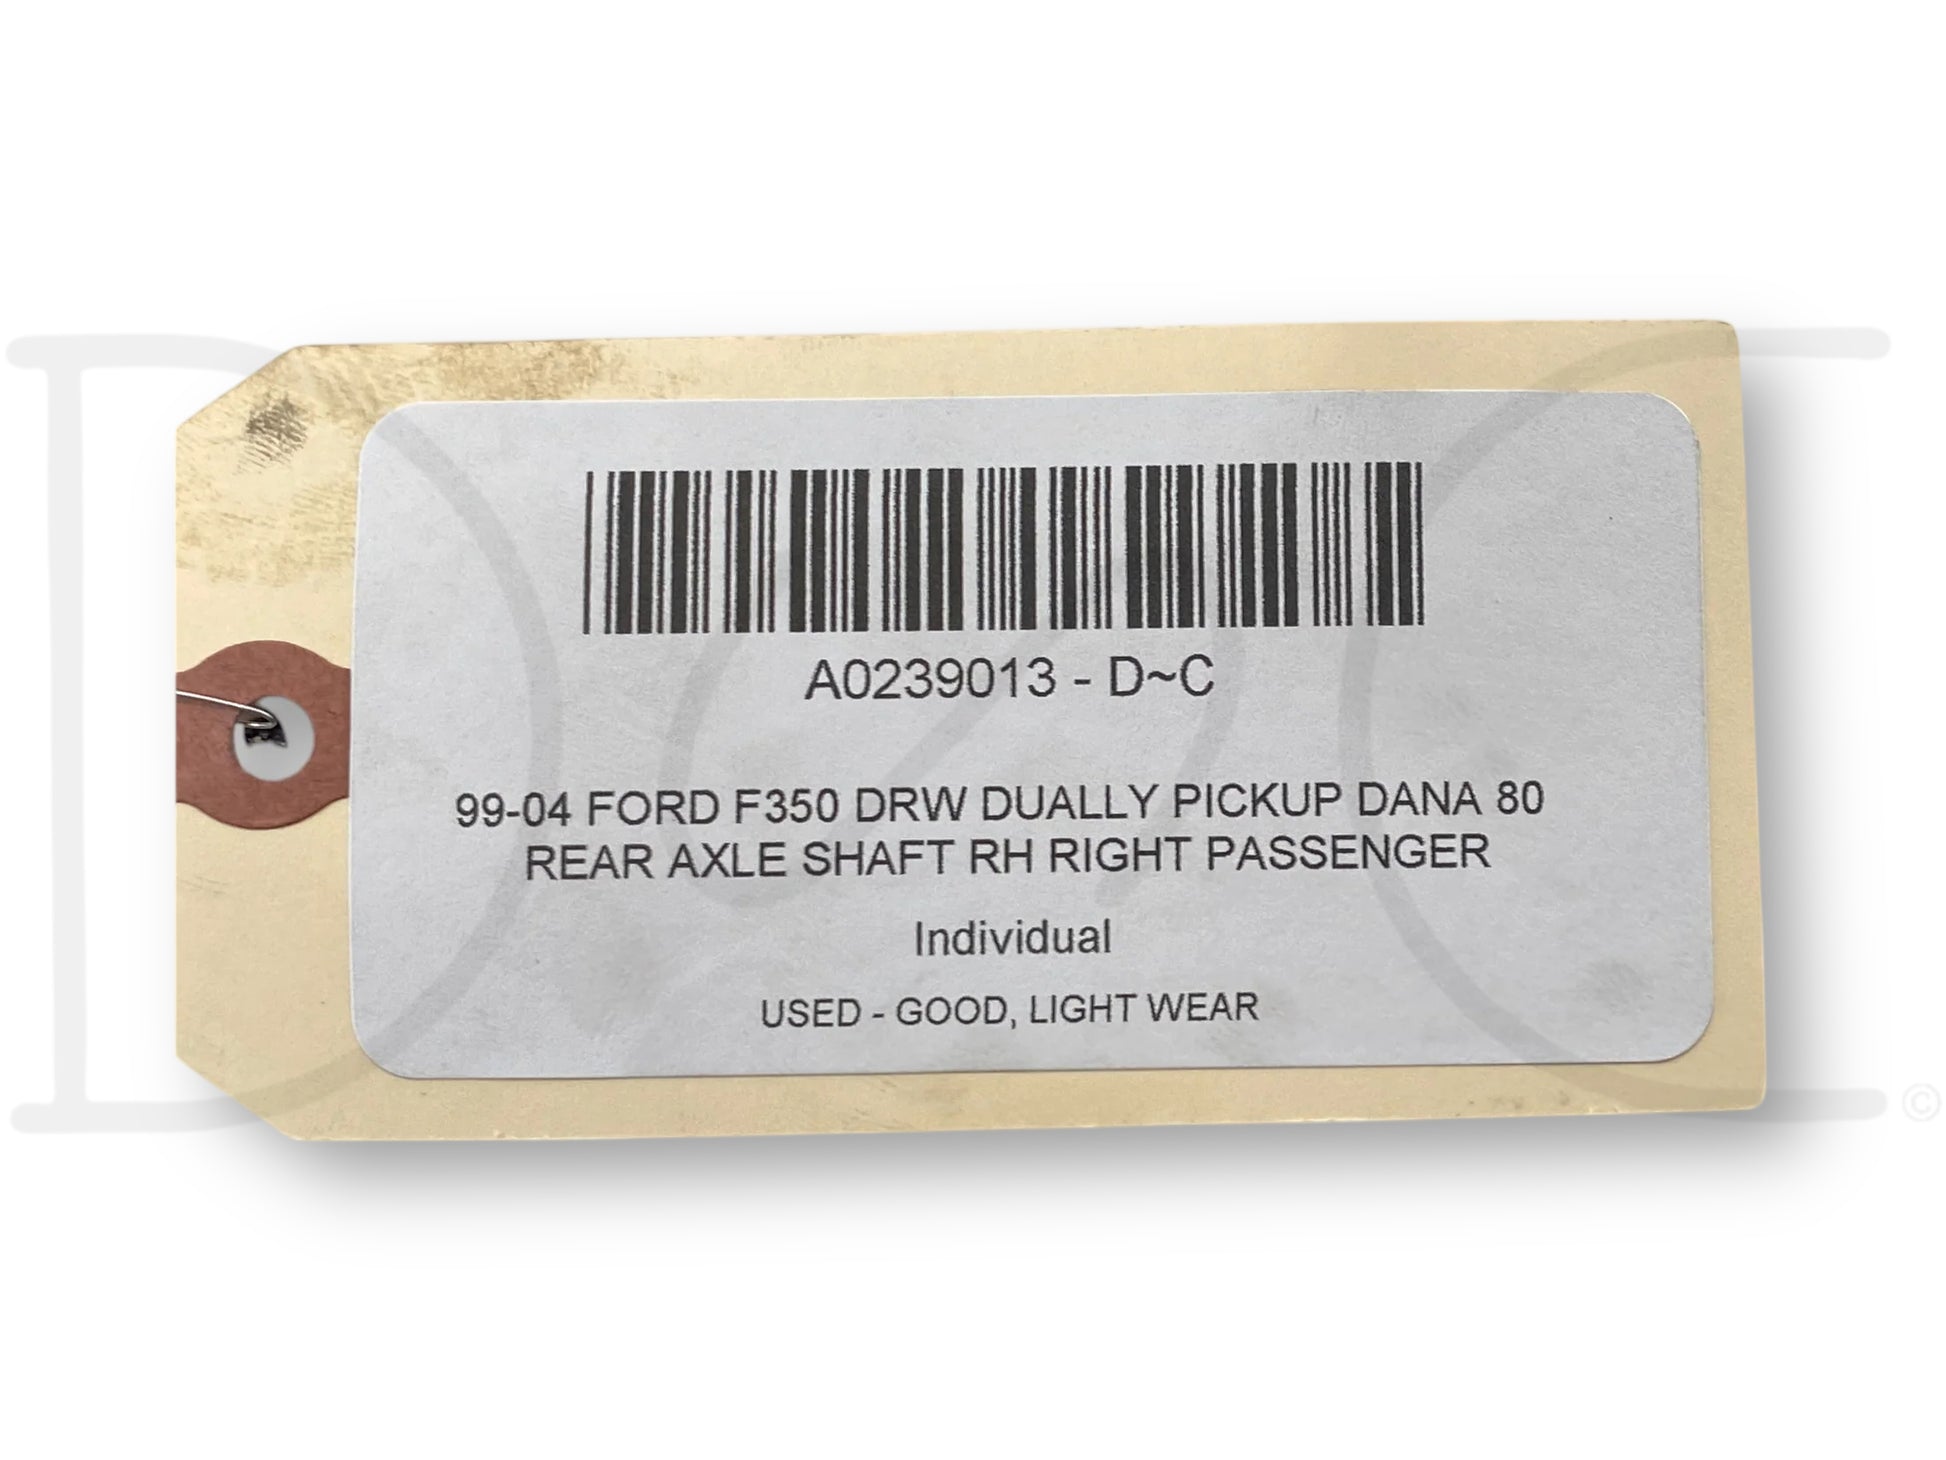 A0239013 - D~C
99-04 FORD F350 DRW DUALLY PICKUP DANA 80
REAR AXLE SHAFT RH RIGHT PASSENGER
Individual
USED - GOOD, LIGHT WEAR
D~C ©